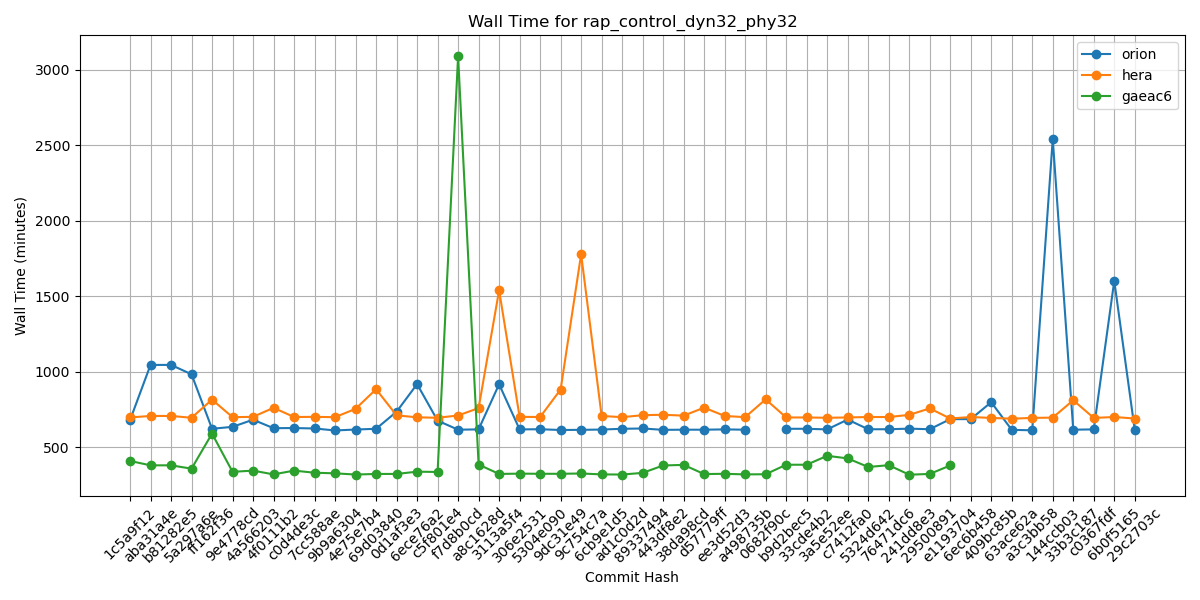 Wall Time for rap_control_dyn32_phy32
orion
hera
gaeac6
Wall Time (minutes)
3000
2500
2000
1500
1000
500
1c5a9f12
aba31a4e
b81282e5
5a297a6e
ff162f36
9e4778cd
4a566203
4f0111b2
c0d4de3c
7cc588ae
9b9a6304
4e75e7b4
69d03840
0d1af3e3
6ece76a2
c5f801e4
f7d8b0cd
a8c1628d
3113a5f4
306e2531
5304e090
9dc31e49
9c754c7a
6cb9e1d5
ad1c0d2d
89337494
443df8e2
38da98cd
d57779ff
ee3d52d3
a498735b
0682f90c
b9d2bec5
33cde4b2
3a5e52ee
c7412fa0
5324d642
76471dc6
241dd8e3
29500891
e1193704
6ec6b458
409bc85b
63ace62a
a3c3bb58
144ccb03
33b3c187
c0367fdf
6b0f5165
29c2703c
Commit Hash